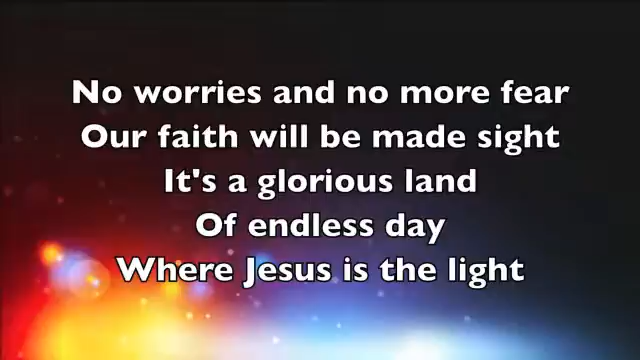 No worries and no more fear
Our faith will be made sight
It's a glorious land
Of endless day
Where Jesus is the light